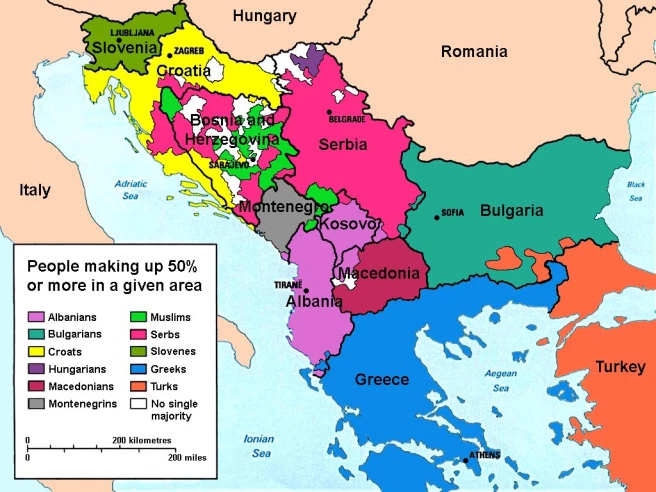 Hungary
LJUBLJANA
Slovenia
ZAGREB
Croatia
Romania
Bosnia and
Herzegovina
BELGRADE
Serbia
SARAJEVO
Italy
Adriatic
Sea
Black
Sea
Montenegro
Kosovo
SOFIA
Bulgaria
Macedonia
TIRANE
Albania
Greece
Turkey
Aegean
Sea
Ionian
Sea
ATHENS
People making up 50%
or more in a given area
Albanians
Bulgarians
Croats
Hungarians
Macedonians
Montenegrins
Muslims
Serbs
Slovenes
Greeks
Turks
No single
majority
0 200 kilometres
0 200 miles